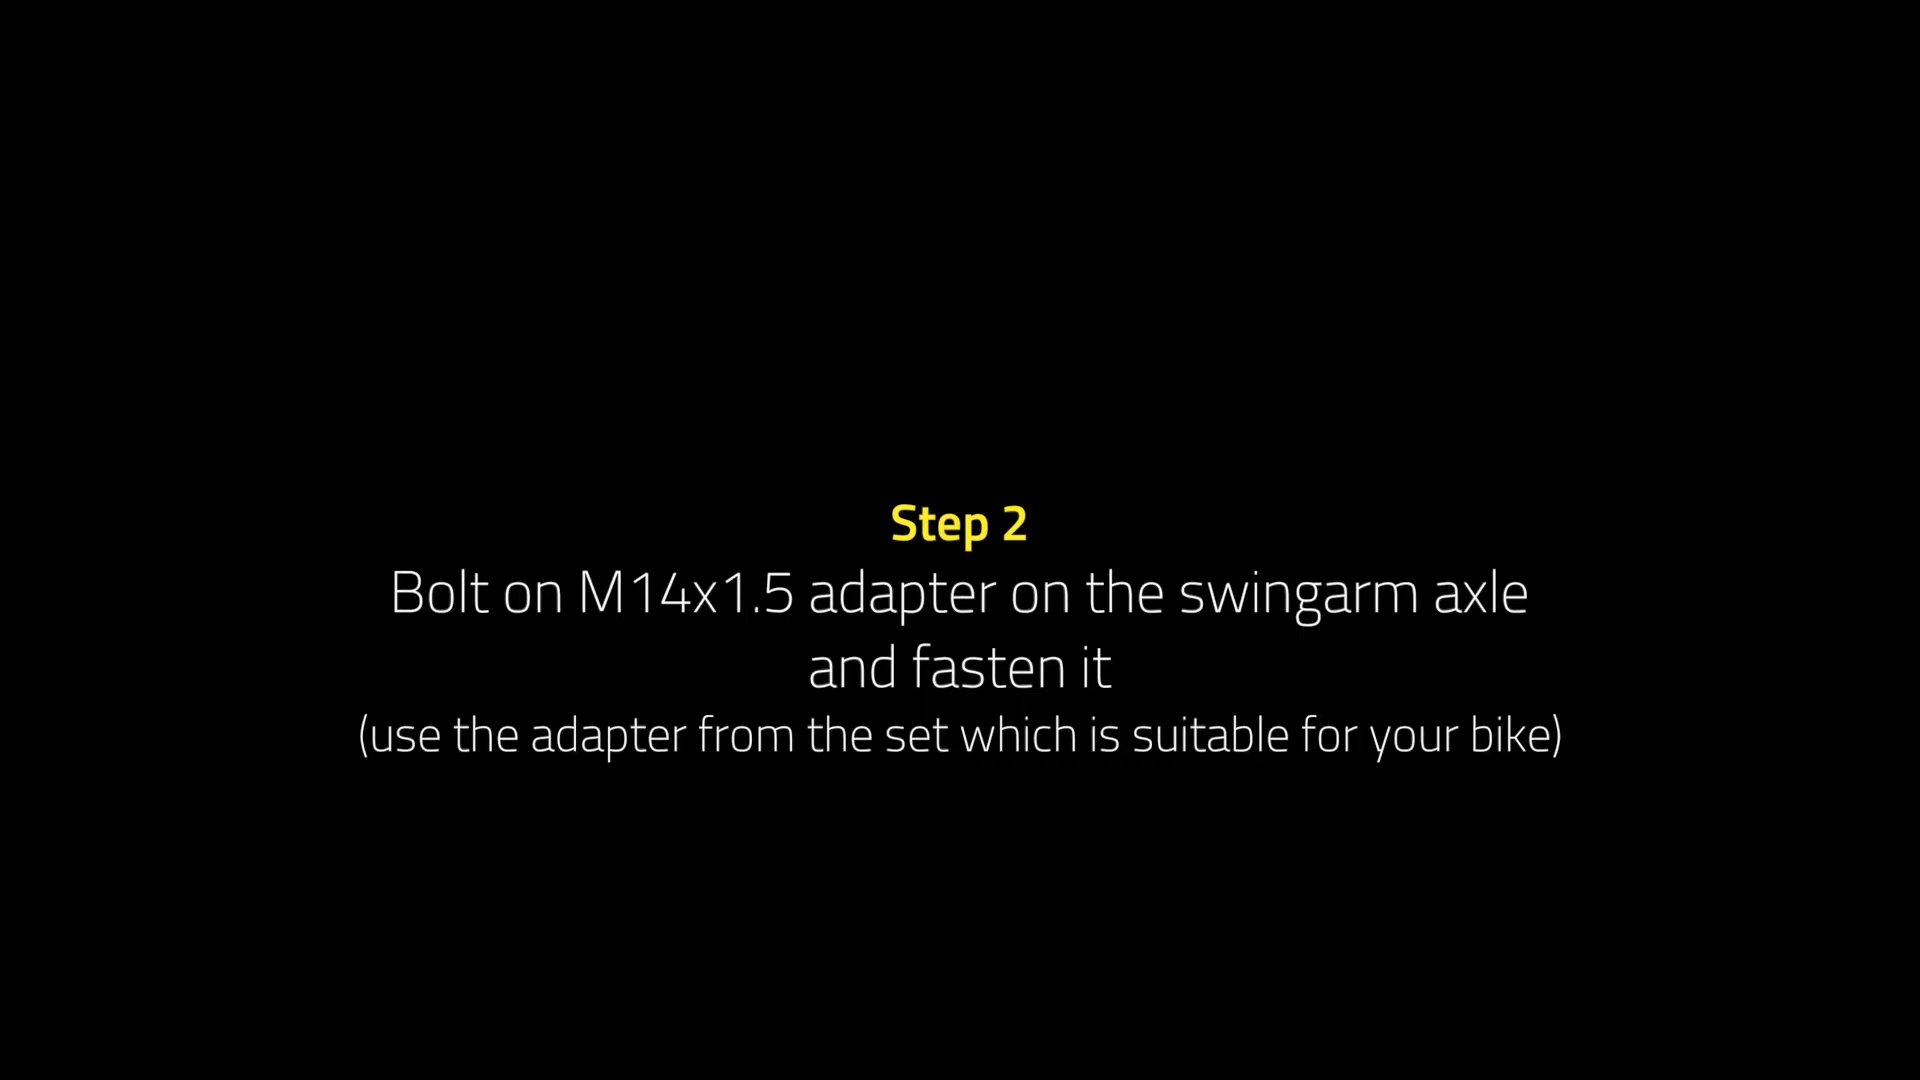 Step 2
Bolt on M14x1.5 adapter on the swingarm axle
and fasten it
(use the adapter from the set which is suitable for your bike)